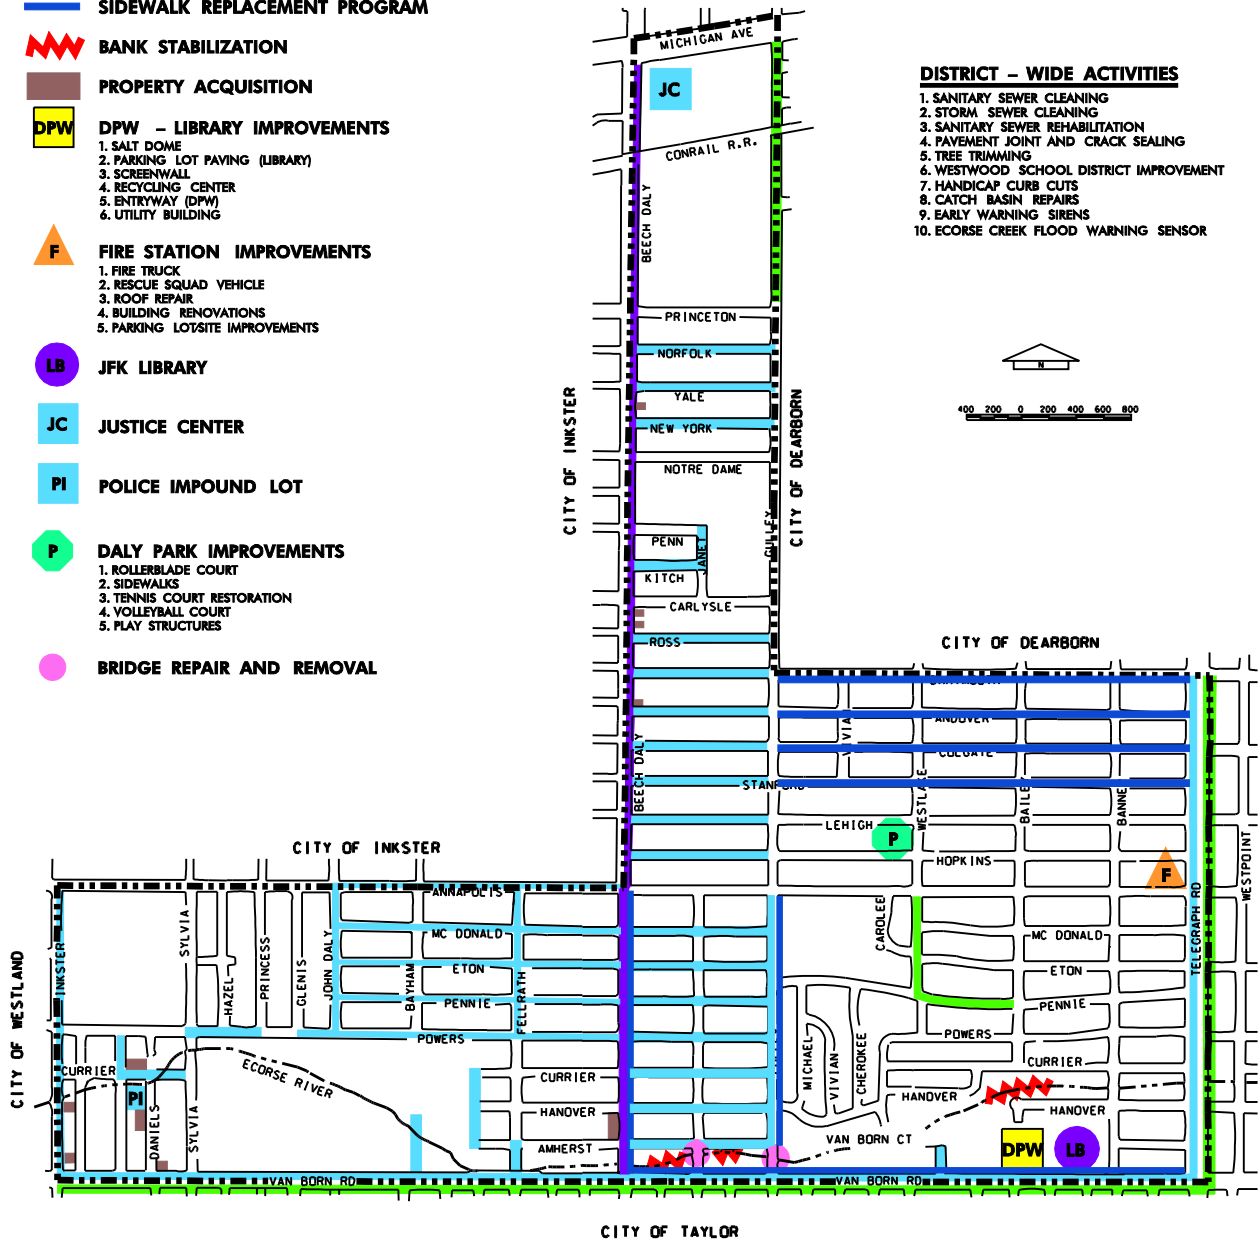 SIDEWALK REPLACEMENT PROGRAM
BANK STABILIZATION
PROPERTY ACQUISITION
DPW
DPW – LIBRARY IMPROVEMENTS
1. SALT DOME
2. PARKING LOT PAVING (LIBRARY)
3. SCREENWALL
4. RECYCLING CENTER
5. ENTRYWAY (DPW)
6. UTILITY BUILDING
F
FIRE STATION IMPROVEMENTS
1. FIRE TRUCK
2. RESCUE SQUAD VEHICLE
3. ROOF REPAIR
4. BUILDING RENOVATIONS
5. PARKING LOTSITE IMPROVEMENTS
LB
JFK LIBRARY
JC
JUSTICE CENTER
PI
POLICE IMPOUND LOT
P
DALY PARK IMPROVEMENTS
1. ROLLERBLADE COURT
2. SIDEWALKS
3. TENNIS COURT RESTORATION
4. VOLLEYBALL COURT
5. PLAY STRUCTURES
BRIDGE REPAIR AND REMOVAL
DISTRICT – WIDE ACTIVITIES
1. SANITARY SEWER CLEANING
2. STORM SEWER CLEANING
3. SANITARY SEWER REHABILITATION
4. PAVEMENT JOINT AND CRACK SEALING
5. TREE TRIMMING
6. WESTWOOD SCHOOL DISTRICT IMPROVEMENT
7. HANDICAP CURB CUTS
8. CATCH BASIN REPAIRS
9. EARLY WARNING SIRENS
10. ECORSE CREEK FLOOD WARNING SENSOR
N
400 200 0 200 400 600 800
MICHIGAN AVE
JC
CONRAIL R.R.
BEECH DALY
PRINCETON
NORFOLK
YALE
NEW YORK
NOTRE DAME
CITY OF INKSTER
CITY OF DEARBORN
GULLEY
PENN
JANET
KITCH
CARLYSLE
ROSS
CITY OF DEARBORN
ANDOVER
COLGATE
BEECH DALY
STANFORD
VIVIAN
WESTLAKE
LEHIGH
P
HOPKINS
F
WESTPOINT
TELEGRAPH RD
CITY OF INKSTER
ANNAPOLIS
CITY OF WESTLAND
INKSTER
SYLVIA
HAZEL
PRINCESS
GLENIS
JOHN DALY
BAYHAM
FELLRATH
MC DONALD
ETON
PENNIE
POWERS
CAROLEE
MC DONALD
ETON
PENNIE
POWERS
CURRIER
MICHAEL
VIVIAN
CHEROKEE
HANOVER
HANOVER
CURRIER
PI
DANIELS
SYLVIA
ECORSE RIVER
CURRIER
HANOVER
AMHERST
VAN BORN CT
DPW
LB
VAN BORN RD
VAN BORN RD
CITY OF TAYLOR